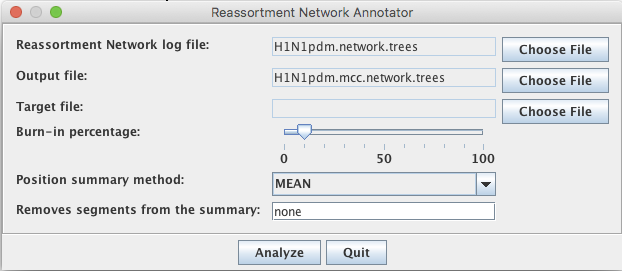 Reassortment Network Annotator
Reassortment Network log file: H1N1pdm.network.trees Choose File
Output file: H1N1pdm.mcc.network.trees Choose File
Target file: Choose File
Burn-in percentage:
0 50 100
Position summary method: MEAN
Removes segments from the summary: none
Analyze Quit